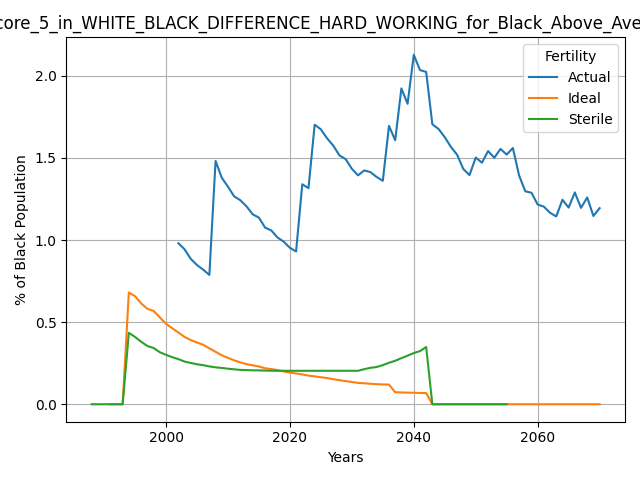 core_5_in_WHITE_BLACK_DIFFERENCE_HARD_WORKING_for_Black_Above_Ave
Fertility
Actual
Ideal
Sterile
% of Black Population
2.0
1.5
1.0
0.5
0.0
2000
2020
2040
2060
Years